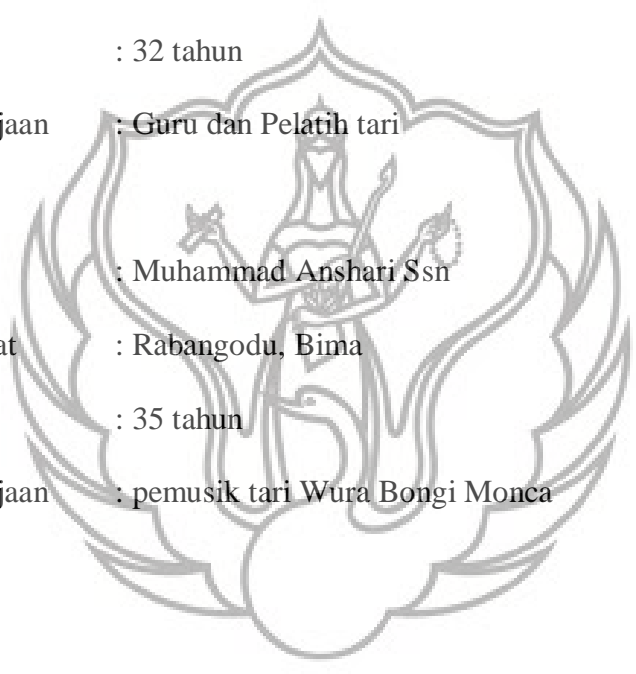 : 32 tahun
jaan : Guru dan Pelatih tari
: Muhammad Anshari Ssn
at : Rabangodu, Bima
: 35 tahun
jaan : pemusik tari Wura Bongi Monca